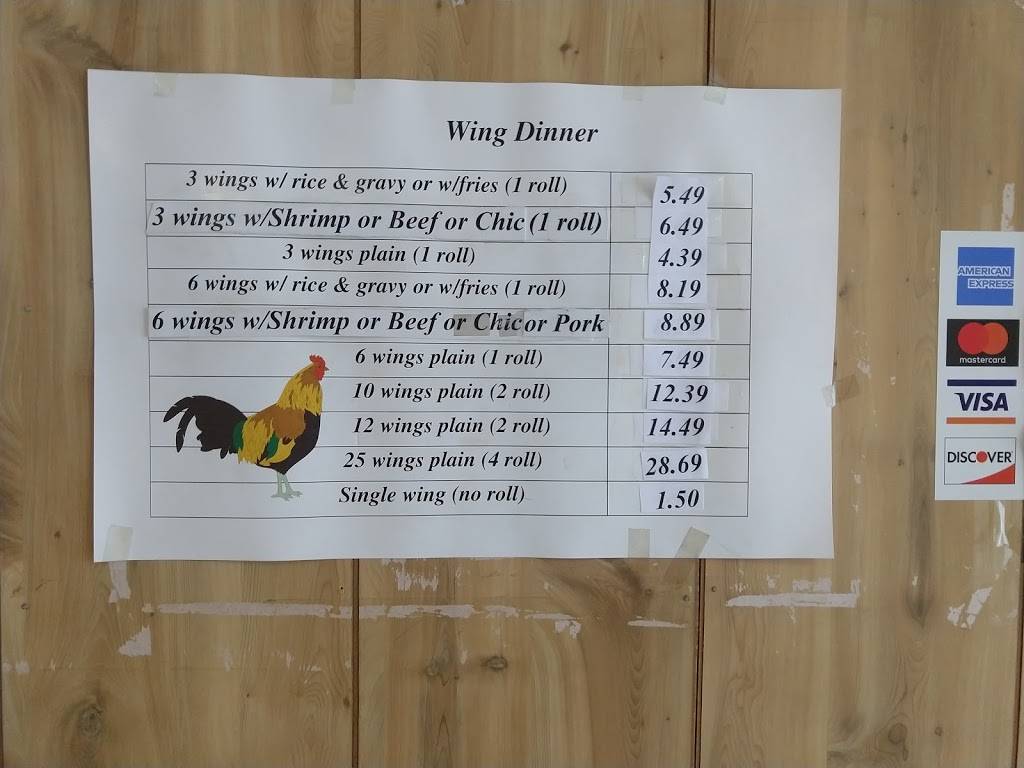 Wing Dinner
3 wings w/ rice & gravy or w/fries (1 roll) 5.49
3 wings w/Shrimp or Beef or Chic (1 roll) 6.49
3 wings plain (1 roll) 4.39
6 wings w/ rice & gravy or w/fries (1 roll) 8.19
6 wings w/Shrimp or Beef or Chic or Pork 8.89
6 wings plain (1 roll) 7.49
10 wings plain (2 roll) 12.39
12 wings plain (2 roll) 14.49
25 wings plain (4 roll) 28.69
Single wing (no roll) 1.50
AMERICAN
EXPRESS
mastercard
VISA
DISCOVER